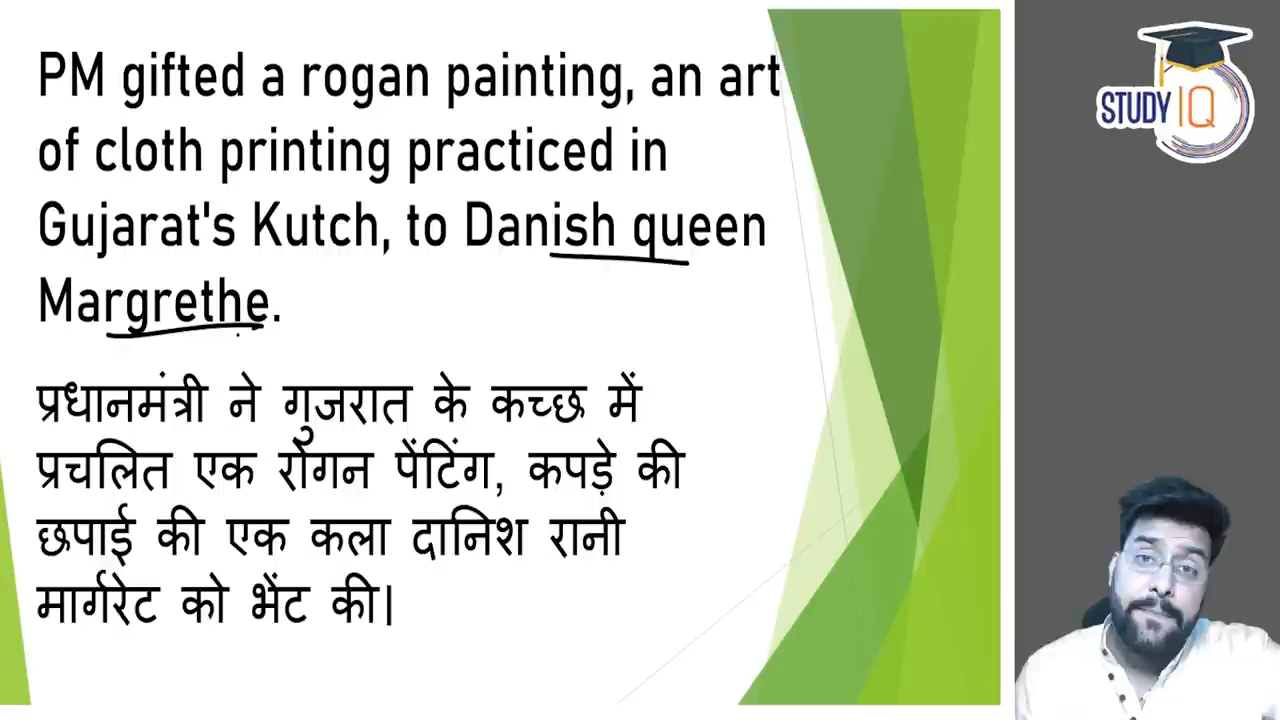 PM gifted a rogan painting, an art
of cloth printing practiced in
Gujarat's Kutch, to Danish queen
Margrethe.
प्रधानमंत्री ने गुजरात के कच्छ में
प्रचलित एक रोगन पेंटिंग, कपड़े की
छपाई की एक कला दानिश रानी
मार्गरेट को भेंट की।
STUDY IQ